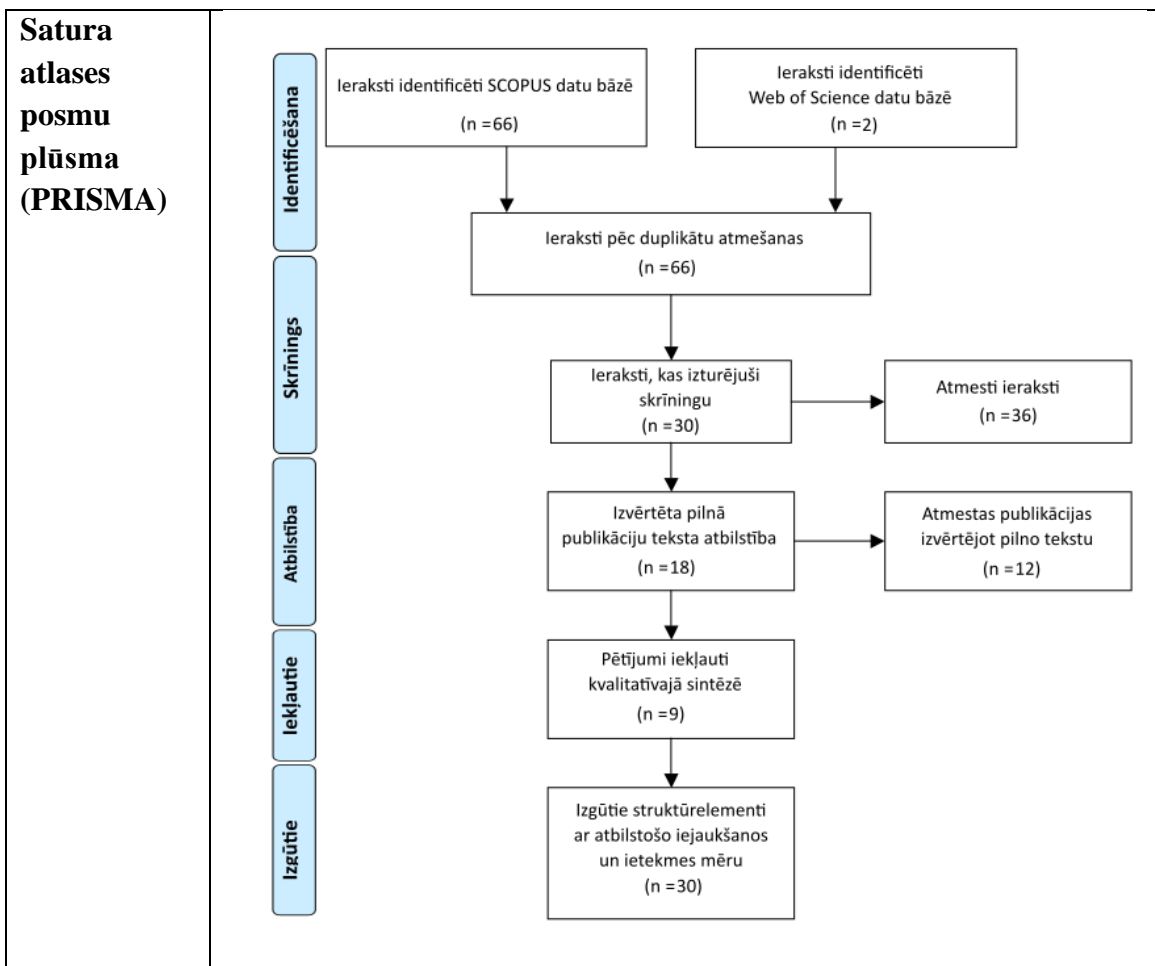 Satura
atlases
posmu
plūsma
(PRISMA)
Identificēšana
Ieraksti identificēti SCOPUS datu bāzē
(n =66)
Ieraksti identificēti
Web of Science datu bāzē
(n =2)
Ieraksti pēc duplikātu atmešanas
(n =66)
Skrīnings
Ieraksti, kas izturējuši
skrīningu
(n =30)
Atmesti ieraksti
(n =36)
Atbilstība
Izvērtēta pilnā
publikāciju teksta atbilstība
(n =18)
Atmestas publikācijas
izvērtējot pilno tekstu
(n =12)
Iekļautie
Pētījumi iekļauti
kvalitatīvajā sintēzē
(n =9)
Izgūtie
Izgūtie struktūrelementi
ar atbilstošo iejaukšanos
un ietekmes mēru
(n =30)